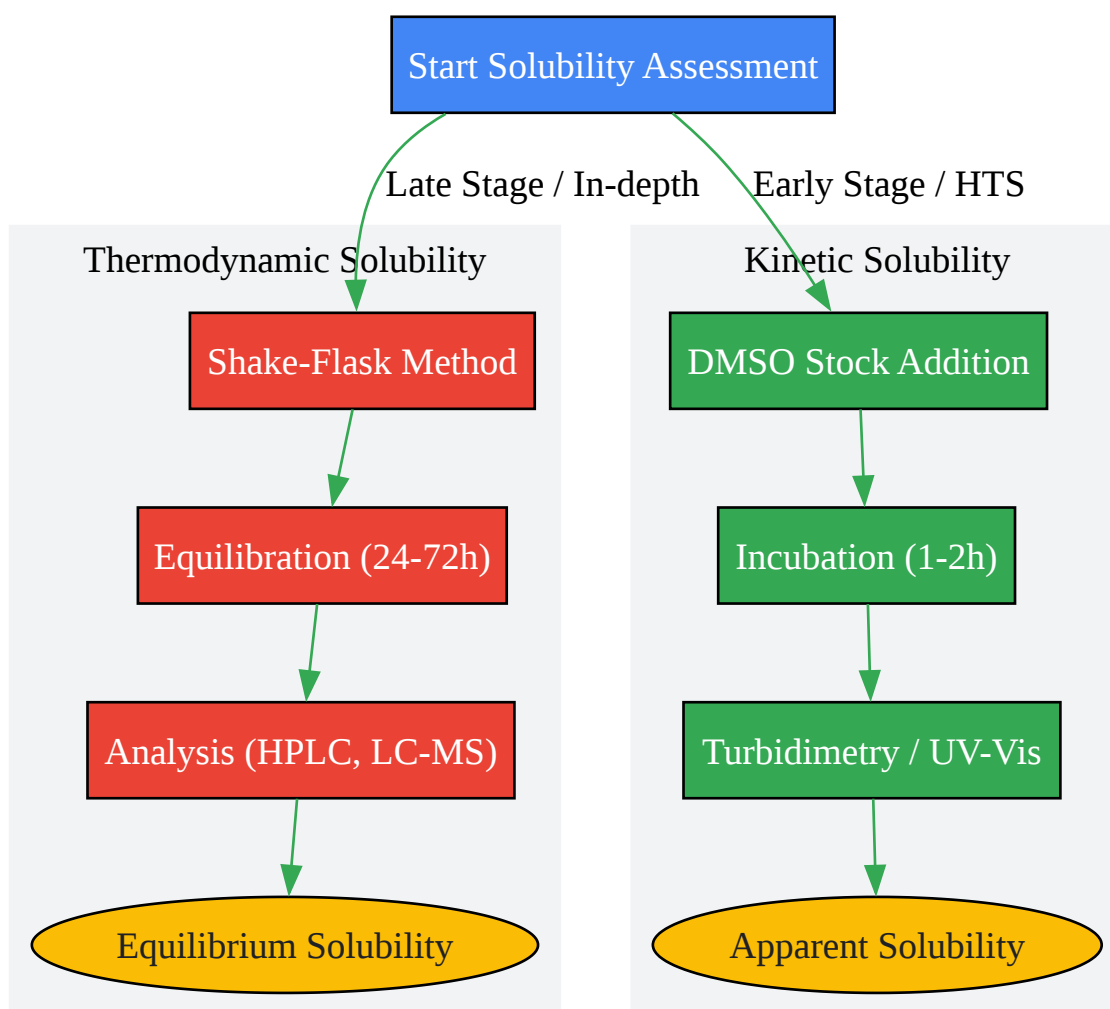 Start Solubility Assessment
Late Stage / In-depth
Early Stage / HTS
Thermodynamic Solubility
Shake-Flask Method
Equilibration (24-72h)
Analysis (HPLC, LC-MS)
Equilibrium Solubility
Kinetic Solubility
DMSO Stock Addition
Incubation (1-2h)
Turbidimetry / UV-Vis
Apparent Solubility